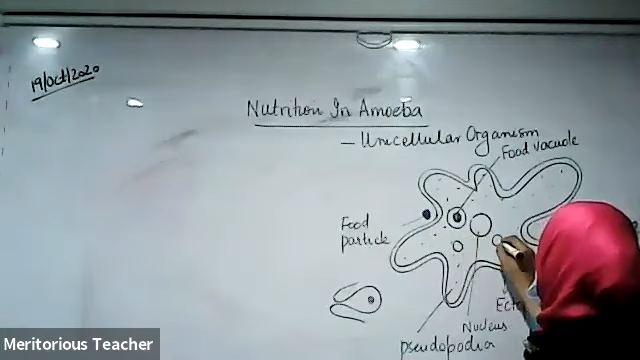 19/Oct/2020
Nutrition In Amoeba
- Unicellular Organism
Food vacuole
Food
particle
Nucleus
pseudopodia
Meritorious Teacher